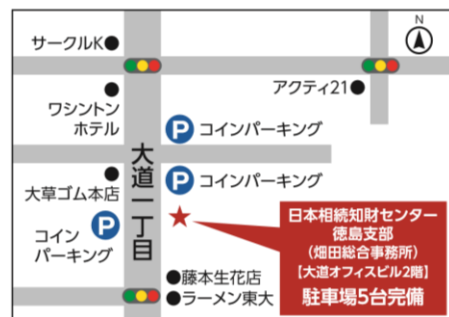 N
サークルK
アクティ21
ワシントン
ホテル
P コインパーキング
大道一丁目
大草ゴム本店
P コインパーキング
P
コイン
パーキング
日本相続知財センター
徳島支部
(畑田総合事務所)
【大道オフィスビル2階】
駐車場5台完備
藤本生花店
ラーメン東大